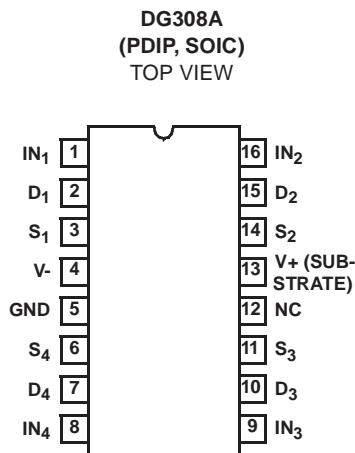 DG308A
(PDIP, SOIC)
TOP VIEW
IN1 1 16 IN2
D1 2 15 D2
S1 3 14 S2
V- 4 13 V+ (SUB-
STRATE)
GND 5 12 NC
S4 6 11 S3
D4 7 10 D3
IN4 8 9 IN3